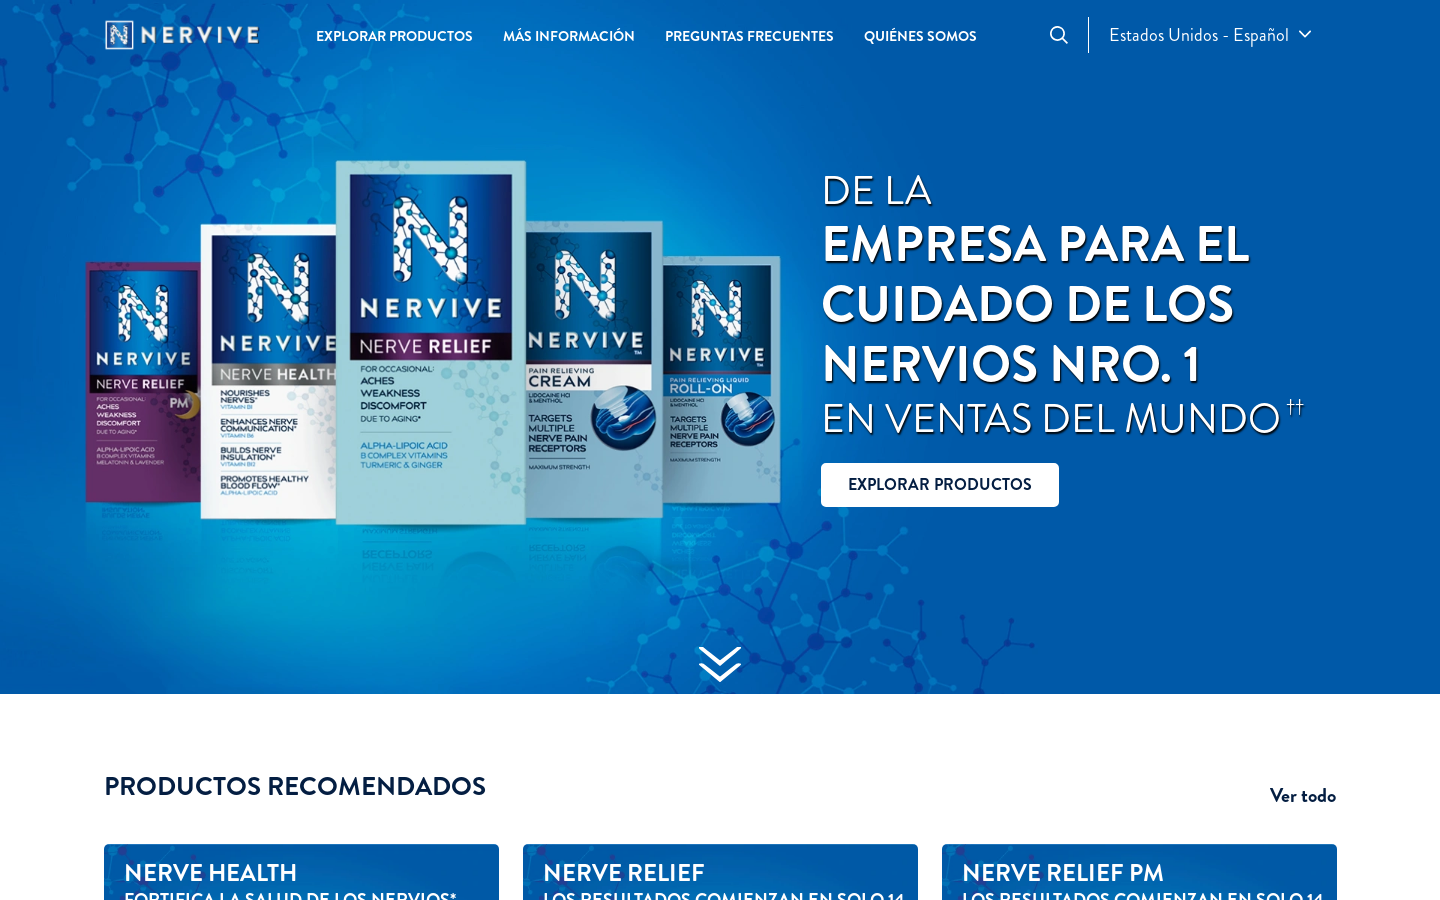 NERVIVE
EXPLORAR PRODUCTOS
MÁS INFORMACIÓN
PREGUNTAS FRECUENTES
QUIÉNES SOMOS
Estados Unidos - Español
DE LA
EMPRESA PARA EL
CUIDADO DE LOS
NERVIOS NRO. 1
EN VENTAS DEL MUNDO ††
EXPLORAR PRODUCTOS
NERVIVE
NERVE RELIEF
PM
FOR OCCASIONAL:
ACHES
WEAKNESS
DISCOMFORT
DUE TO AGING*
ALPHA-LIPOIC ACID
B COMPLEX VITAMINS
MELATONIN & LAVENDER
NERVIVE
NERVE HEALTH
NOURISHES
NERVES*
VITAMIN B1
ENHANCES NERVE
COMMUNICATION*
VITAMIN B6
BUILDS NERVE
INSULATION*
VITAMIN B12
PROMOTES HEALTHY
BLOOD FLOW*
ALPHA-LIPOIC ACID
NERVIVE
NERVE RELIEF
FOR OCCASIONAL:
ACHES
WEAKNESS
DISCOMFORT
DUE TO AGING*
ALPHA-LIPOIC ACID
B COMPLEX VITAMINS
TURMERIC & GINGER
NERVIVE™
PAIN RELIEVING
CREAM
LIDOCAINE HCl
& MENTHOL
TARGETS
MULTIPLE
NERVE PAIN
RECEPTORS
MAXIMUM STRENGTH
NERVIVE™
PAIN RELIEVING LIQUID
ROLL-ON
LIDOCAINE HCl
& MENTHOL
TARGETS
MULTIPLE
NERVE PAIN
RECEPTORS
MAXIMUM STRENGTH
PRODUCTOS RECOMENDADOS
Ver todo
NERVE HEALTH
FORTIFICA LA SALUD DE LOS NERVIOS*
NERVE RELIEF
LOS RESULTADOS COMIENZAN EN SOLO 14
NERVE RELIEF PM
LOS RESULTADOS COMIENZAN EN SOLO 14